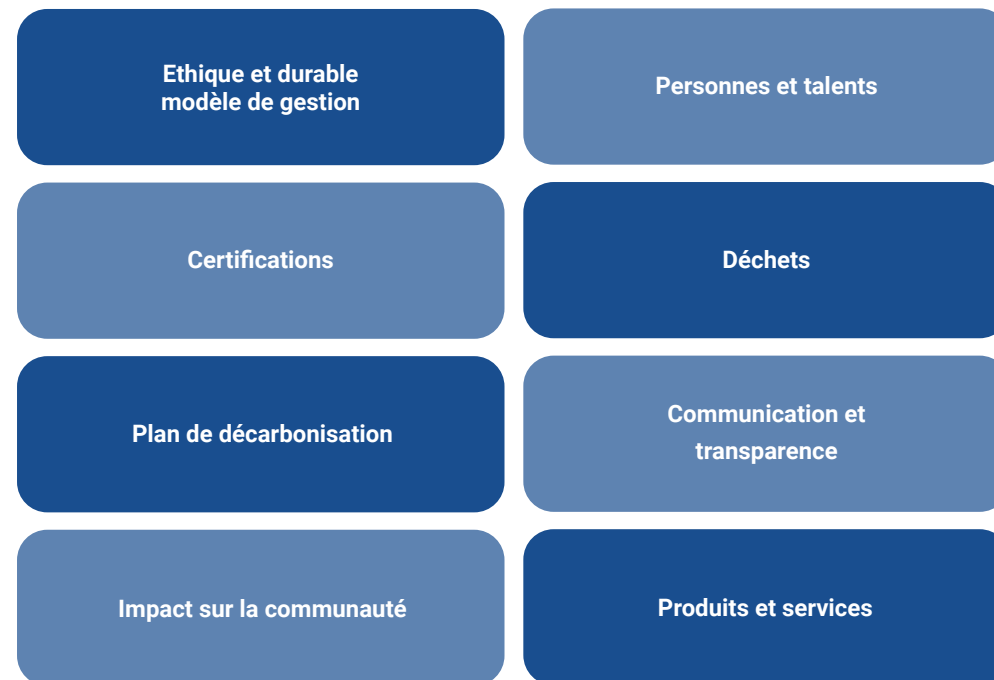 Ethique et durable
modèle de gestion
Personnes et talents
Certifications
Déchets
Plan de décarbonisation
Communication et
transparence
Impact sur la communauté
Produits et services